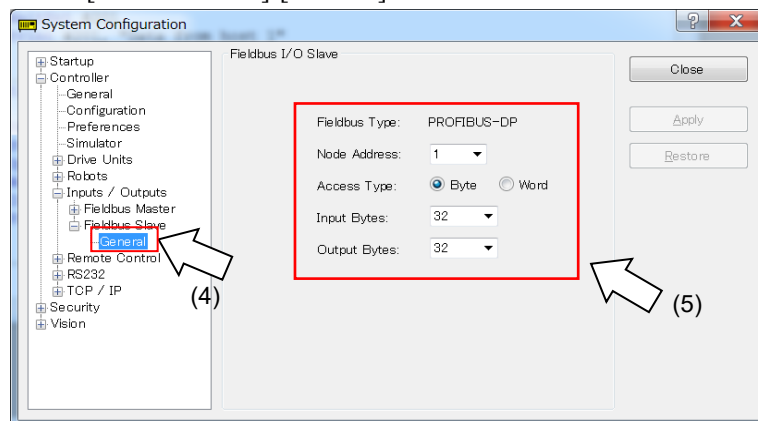 System Configuration
Startup
Controller
General
Configuration
Preferences
Simulator
Drive Units
Robots
Inputs / Outputs
Fieldbus Master
Fieldbus Slave
General
Remote Control
RS232
TCP / IP
Security
Vision
(4)
Fieldbus I/O Slave
Fieldbus Type: PROFIBUS-DP
Node Address: 1
Access Type: Byte Word
Input Bytes: 32
Output Bytes: 32
(5)
Close
Apply
Restore